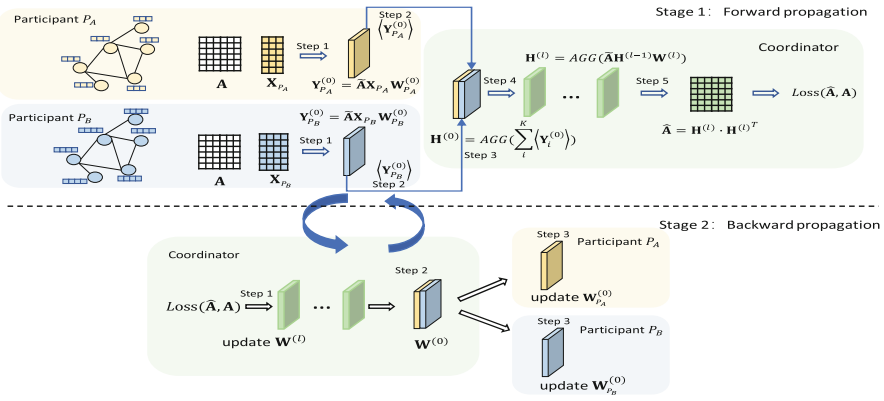 Stage 1: Forward propagation
Participant P_A
A
X_{P_A}
Step 1
Y_{P_A}^{(0)} = ÃX_{P_A}W_{P_A}^{(0)}
Step 2
⟨Y_{P_A}^{(0)}⟩
Participant P_B
A
X_{P_B}
Y_{P_B}^{(0)} = ÃX_{P_B}W_{P_B}^{(0)}
Step 1
⟨Y_{P_B}^{(0)}⟩
Step 2
Coordinator
H^{(0)} = AGG(∑_i^K⟨Y_i^{(0)}⟩)
Step 3
Step 4
H^{(l)} = AGG(ÃH^{(l−1)}W^{(l)})
...
Step 5
Â = H^{(l)} · H^{(l)^T}
Loss(Â, A)
Stage 2: Backward propagation
Coordinator
Loss(Â, A)
Step 1
update W^{(l)}
...
Step 2
W^{(0)}
Step 3
Participant P_A
update W_{P_A}^{(0)}
Step 3
Participant P_B
update W_{P_B}^{(0)}